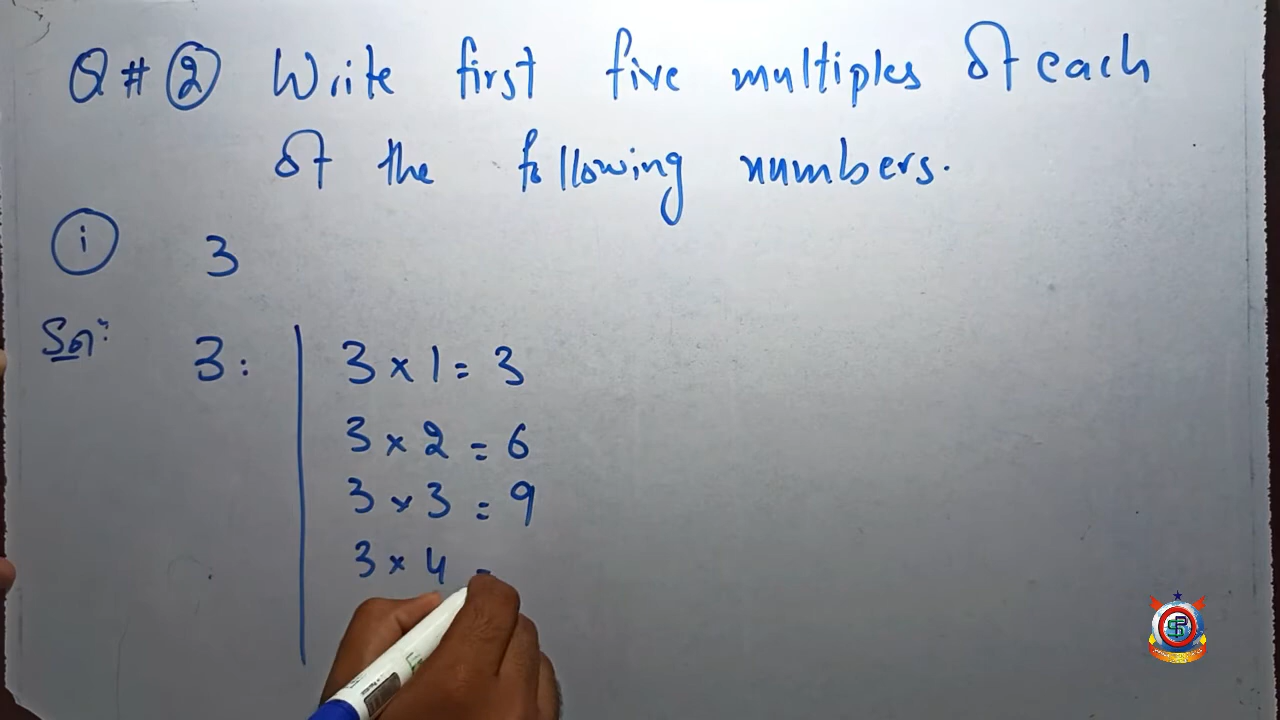 Q # ② Write first five multiples of each
of the following numbers.
ⓘ 3
Sol:
3: 3 × 1 = 3
3 × 2 = 6
3 × 3 = 9
3 × 4 =